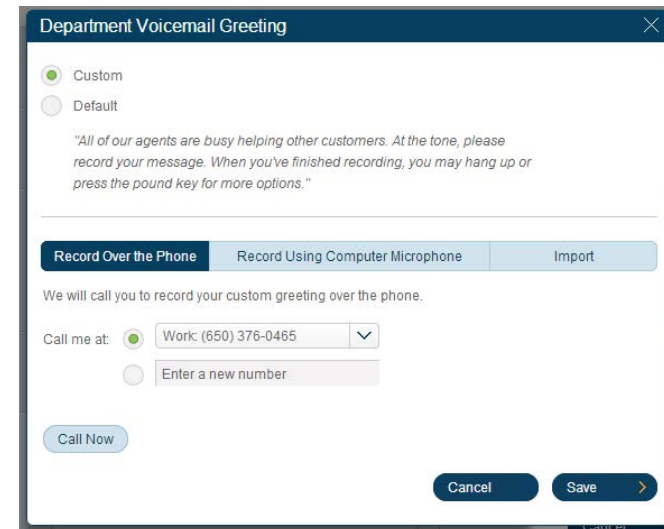 Department Voicemail Greeting
Custom
Default
"All of our agents are busy helping other customers. At the tone, please
record your message. When you've finished recording, you may hang up or
press the pound key for more options."
Record Over the Phone Record Using Computer Microphone Import
We will call you to record your custom greeting over the phone.
Call me at: Work: (650) 376-0465
Enter a new number
Call Now
Cancel Save
Cancel